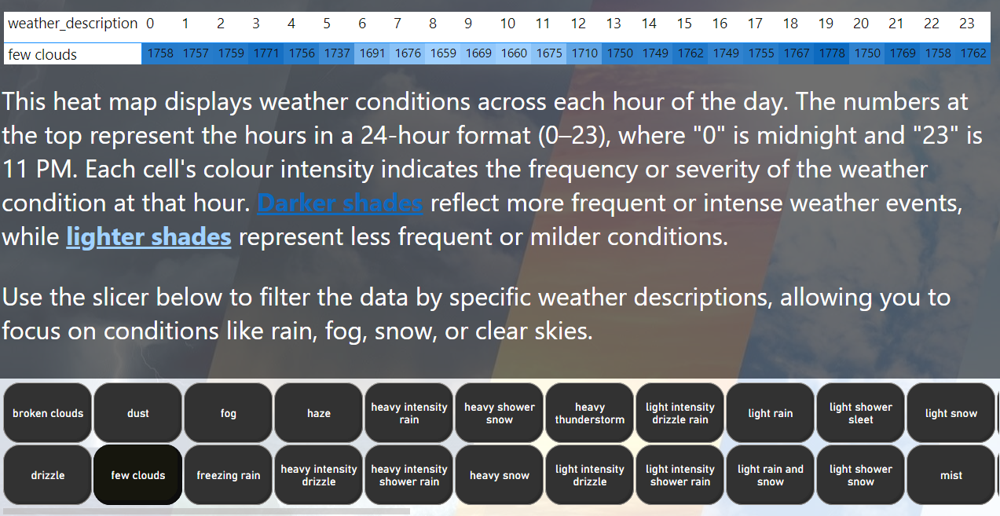 weather_description 0 1 2 3 4 5 6 7 8 9 10 11 12 13 14 15 16 17 18 19 20 21 22 23
few clouds 1758 1757 1759 1771 1756 1737 1691 1676 1659 1669 1660 1675 1710 1750 1749 1762 1749 1755 1767 1778 1750 1769 1758 1762
This heat map displays weather conditions across each hour of the day. The numbers at
the top represent the hours in a 24-hour format (0–23), where "0" is midnight and "23" is
11 PM. Each cell's colour intensity indicates the frequency or severity of the weather
condition at that hour. Darker shades reflect more frequent or intense weather events,
while lighter shades represent less frequent or milder conditions.
Use the slicer below to filter the data by specific weather descriptions, allowing you to
focus on conditions like rain, fog, snow, or clear skies.
broken clouds
dust
fog
haze
heavy intensity
rain
heavy shower
snow
heavy
thunderstorm
light intensity
drizzle rain
light rain
light shower
sleet
light snow
drizzle
few clouds
freezing rain
heavy intensity
drizzle
heavy intensity
shower rain
heavy snow
light intensity
drizzle
light intensity
shower rain
light rain and
snow
light shower
snow
mist